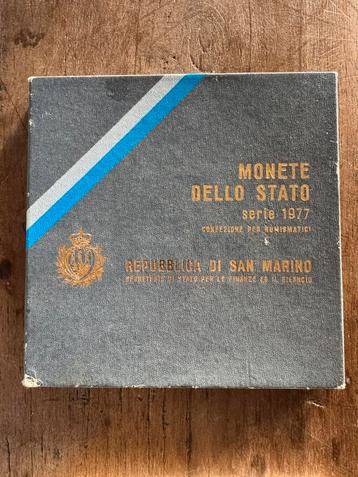 MONETE
DELLO STATO
serie 1977
CONFEZIONE PER NUMISMATICI
REPUBBLICA DI SAN MARINO
SEGRETERIA DI STATO PER LE FINANZE ED IL BILANCIO